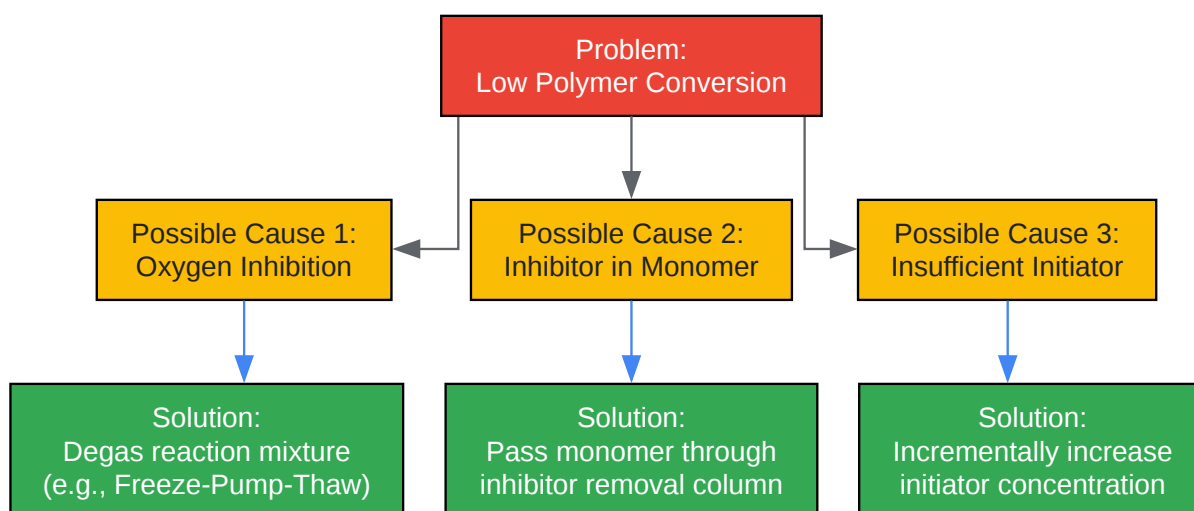 Problem:
Low Polymer Conversion
Possible Cause 1:
Oxygen Inhibition
Possible Cause 2:
Inhibitor in Monomer
Possible Cause 3:
Insufficient Initiator
Solution:
Degas reaction mixture
(e.g., Freeze-Pump-Thaw)
Solution:
Pass monomer through
inhibitor removal column
Solution:
Incrementally increase
initiator concentration